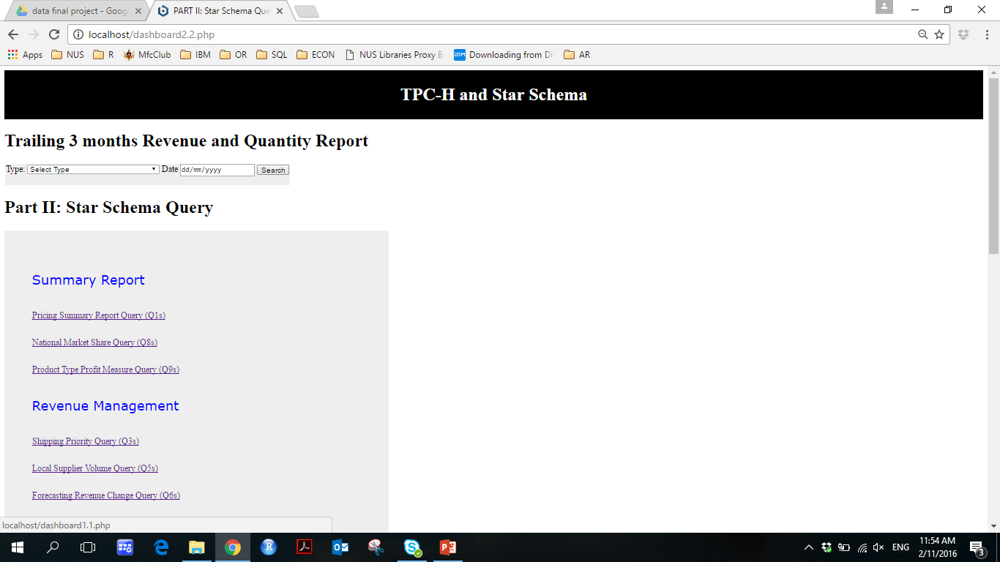 data final project - Goog
PART II: Star Schema Que
localhost/dashboard2.2.php
Apps NUS R MfcClub IBM OR SQL ECON NUS Libraries Proxy B DSM Downloading from Di AR
TPC-H and Star Schema
Trailing 3 months Revenue and Quantity Report
Type: Select Type Date dd/mm/yyyy Search
Part II: Star Schema Query
Summary Report
Pricing Summary Report Query (Q1s)
National Market Share Query (Q8s)
Product Type Profit Measure Query (Q9s)
Revenue Management
Shipping Priority Query (Q3s)
Local Supplier Volume Query (Q5s)
Forecasting Revenue Change Query (Q6s)
localhost/dashboard1.1.php
ENG
11:54 AM
2/11/2016
3